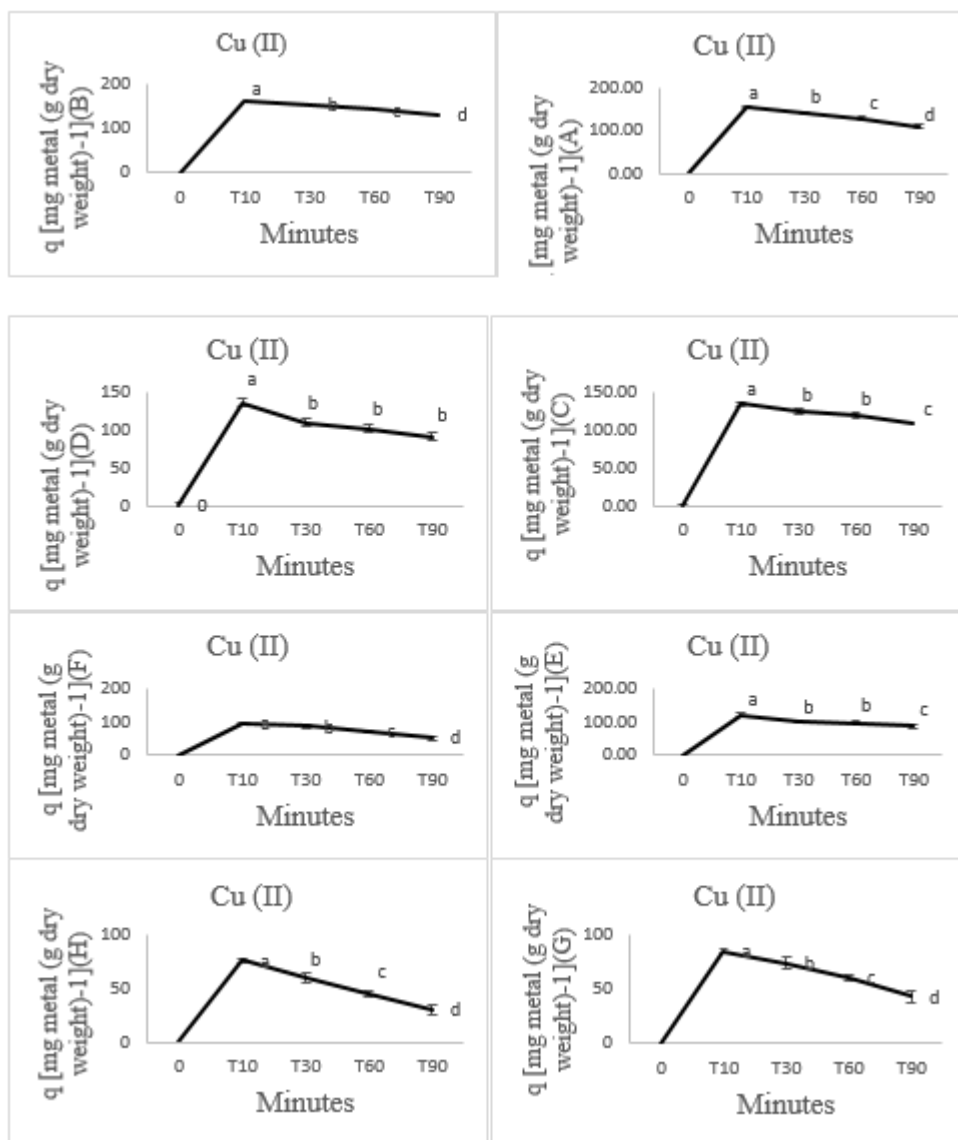 Cu (II)
q [mg metal (g dry
weight)-1](B)
200
100
0
a
b
c
d
0 T10 T30 T60 T90
Minutes
Cu (II)
[mg metal (g dry
weight)-1](A)
200.00
100.00
0.00
a
b
c
d
0 T10 T30 T60 T90
Minutes
Cu (II)
q [mg metal (g dry
weight)-1](D)
150
100
50
0
a
b
b
b
0
0 T10 T30 T60 T90
Minutes
Cu (II)
q [mg metal (g dry
weight)-1](C)
150.00
100.00
50.00
0.00
a
b
b
c
0 T10 T30 T60 T90
Minutes
Cu (II)
q [mg metal (g
dry weight)-1](F)
200
100
0
b
c
d
0 T10 T30 T60 T90
Minutes
Cu (II)
q [mg metal (g
dry weight)-1](E)
200.00
100.00
0.00
a
b
b
c
0 T10 T30 T60 T90
Minutes
Cu (II)
q [mg metal (g dry
weight)-1](H)
100
50
0
a
b
c
d
0 T10 T30 T60 T90
Minutes
Cu (II)
q [mg metal (g dry
weight)-1](G)
100
50
0
a
b
c
d
0 T10 T30 T60 T90
Minutes